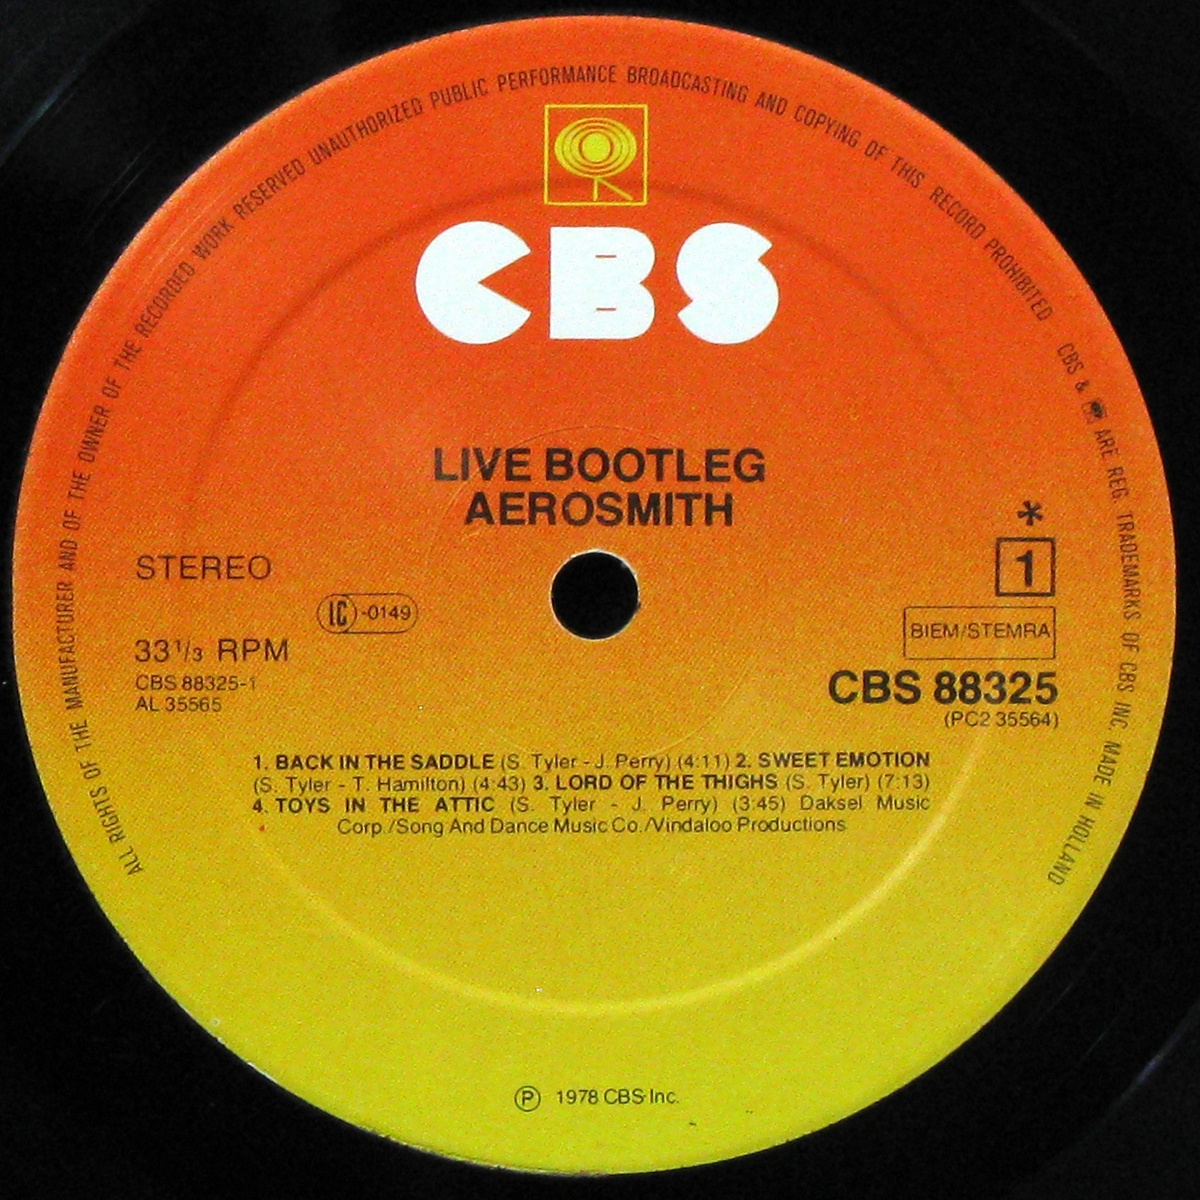 ALL RIGHTS OF THE MANUFACTURER AND OF THE OWNER OF THE RECORDED WORK RESERVED UNAUTHORIZED PUBLIC PERFORMANCE BROADCASTING AND COPYING OF THIS RECORD PROHIBITED CBS & ARE REG. TRADEMARKS OF CBS INC. MADE IN HOLLAND
CBS
LIVE BOOTLEG
AEROSMITH
*
STEREO
1
LC -0149
BIEM/STEMRA
33 1/3 RPM
CBS 88325-1
CBS 88325
AL 35565
(PC2 35564)
1. BACK IN THE SADDLE (S. Tyler - J. Perry) (4:11) 2. SWEET EMOTION
(S. Tyler - T. Hamilton) (4:43) 3. LORD OF THE THIGHS (S. Tyler) (7:13)
4. TOYS IN THE ATTIC (S. Tyler - J. Perry) (3:45) Daksel Music
Corp./Song And Dance Music Co./Vindaloo Productions
Ⓟ 1978 CBS Inc.